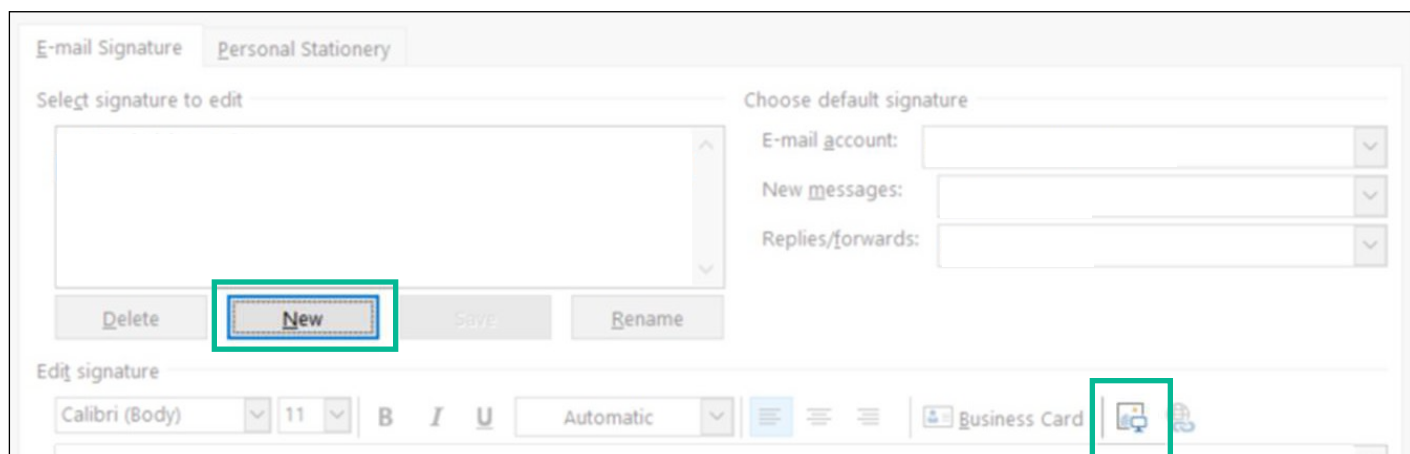 E-mail Signature
Personal Stationery
Select signature to edit
Choose default signature
E-mail account:
New messages:
Replies/forwards:
Delete
New
Save
Rename
Edit signature
Calibri (Body) 11 B I U Automatic Business Card